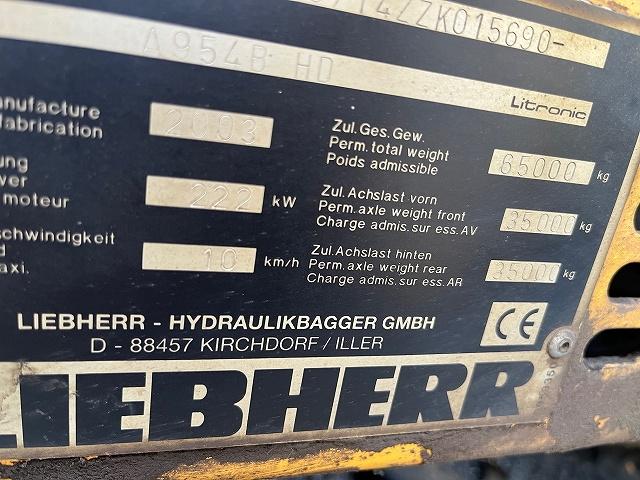 14ZZK015690-
A954B HD
Litronic
anufacture
fabrication
2003
Zul. Ges. Gew.
Perm. total weight
Poids admissible
65000 kg
ung
ver
moteur
222 kW
Zul. Achslast vorn
Perm. axle weight front
Charge admis. sur ess. AV
35000 kg
schwindigkeit
d
axi.
10 km/h
Zul. Achslast hinten
Perm. axle weight rear
Charge admis. sur ess. AR
35000 kg
LIEBHERR - HYDRAULIKBAGGER GMBH
D - 88457 KIRCHDORF / ILLER
CE
LIEBHERR